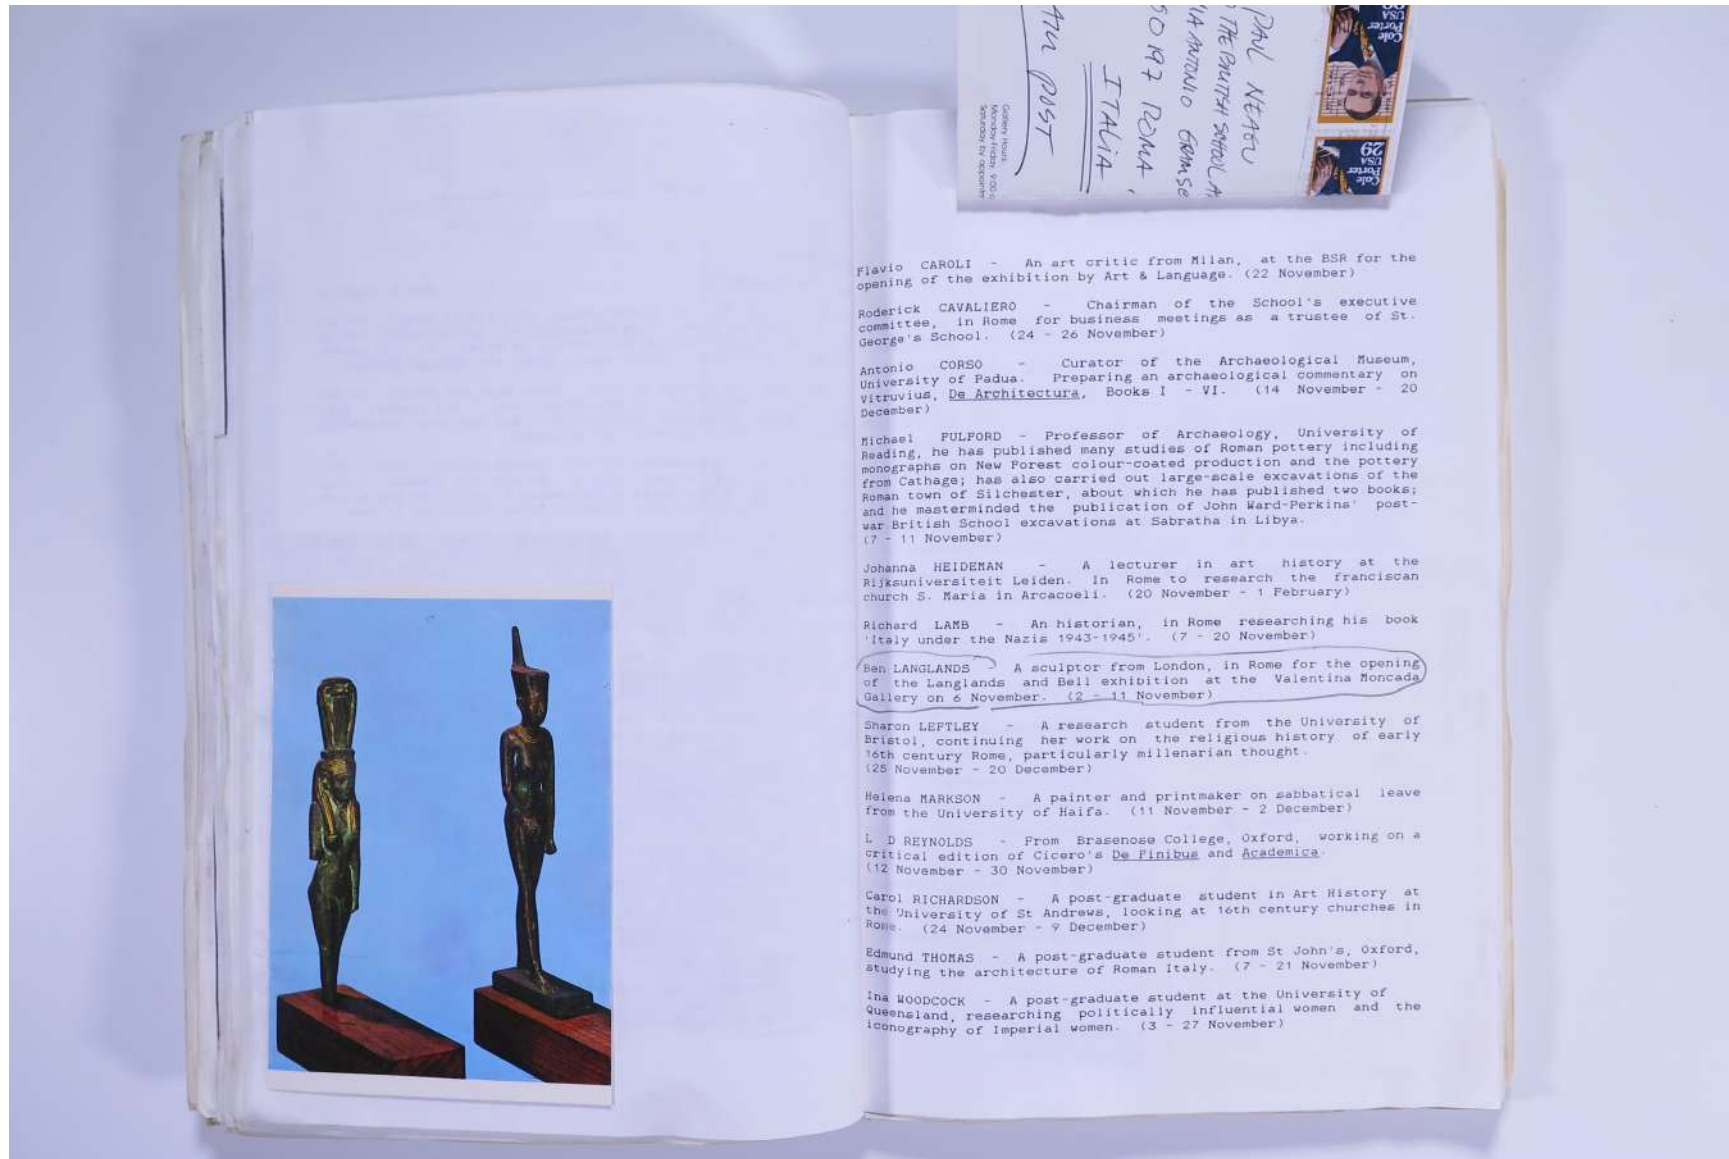 PAUL NEAGU
THE BRITISH SCHOOL A
IA ANTONIO GRAMSC
ROMA
ITALIA
POST
Gallery Hours
Monday-Friday 9:00
Saturday by appointm
Cole
Porter
USA
29
USA
Cole
Porter
Flavio CAROLI - An art critic from Milan, at the BSR for the
opening of the exhibition by Art & Language. (22 November)
Roderick CAVALIERO - Chairman of the School's executive
committee, in Rome for business meetings as a trustee of St.
George's School. (24 - 26 November)
Antonio CORSO - Curator of the Archaeological Museum,
University of Padua. Preparing an archaeological commentary on
Vitruvius, De Architectura, Books I - VI. (14 November - 20
December)
Michael FULFORD - Professor of Archaeology, University of
Reading, he has published many studies of Roman pottery including
monographs on New Forest colour-coated production and the pottery
from Cathage; has also carried out large-scale excavations of the
Roman town of Silchester, about which he has published two books;
and he masterminded the publication of John Ward-Perkins' post-
war British School excavations at Sabratha in Libya.
(7 - 11 November)
Johanna HEIDEMAN - A lecturer in art history at the
Rijksuniversiteit Leiden. In Rome to research the franciscan
church S. Maria in Arcacoeli. (20 November - 1 February)
Richard LAMB - An historian, in Rome researching his book
'Italy under the Nazis 1943-1945'. (7 - 20 November)
Ben LANGLANDS - A sculptor from London, in Rome for the opening
of the Langlands and Bell exhibition at the Valentina Moncada
Gallery on 6 November. (2 - 11 November)
Sharon LEFTLEY - A research student from the University of
Bristol, continuing her work on the religious history of early
16th century Rome, particularly millenarian thought.
(25 November - 20 December)
Helena MARKSON - A painter and printmaker on sabbatical leave
from the University of Haifa. (11 November - 2 December)
L D REYNOLDS - From Brasenose College, Oxford, working on a
critical edition of Cicero's De Finibus and Academica.
(12 November - 30 November)
Carol RICHARDSON - A post-graduate student in Art History at
the University of St Andrews, looking at 16th century churches in
Rome. (24 November - 9 December)
Edmund THOMAS - A post-graduate student from St John's, Oxford,
studying the architecture of Roman Italy. (7 - 21 November)
Ina WOODCOCK - A post-graduate student at the University of
Queensland, researching politically influential women and the
iconography of Imperial women. (3 - 27 November)